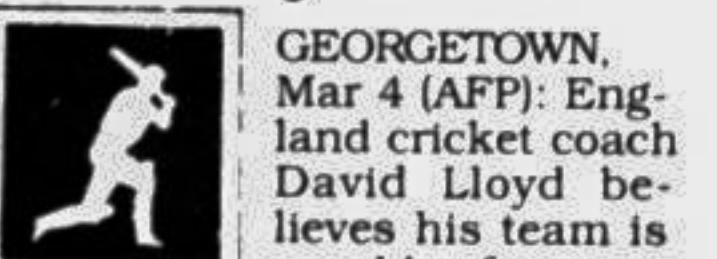 GEORGETOWN,
Mar 4 (AFP): Eng-
land cricket coach
David Lloyd be-
lieves his team is